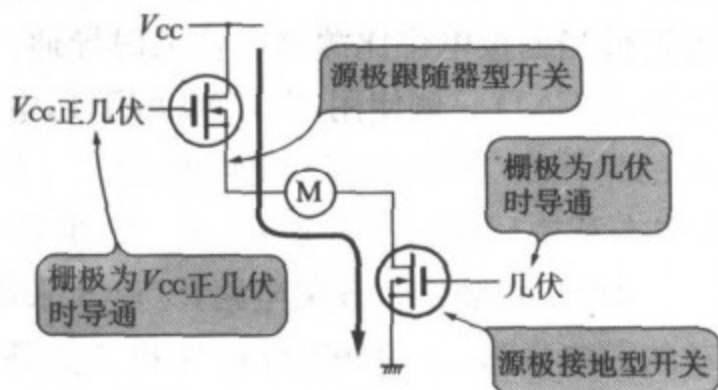 VCC
源极跟随器型开关
VCC正几伏
M
栅极为几伏
时导通
栅极为VCC正几伏
时导通
几伏
源极接地型开关